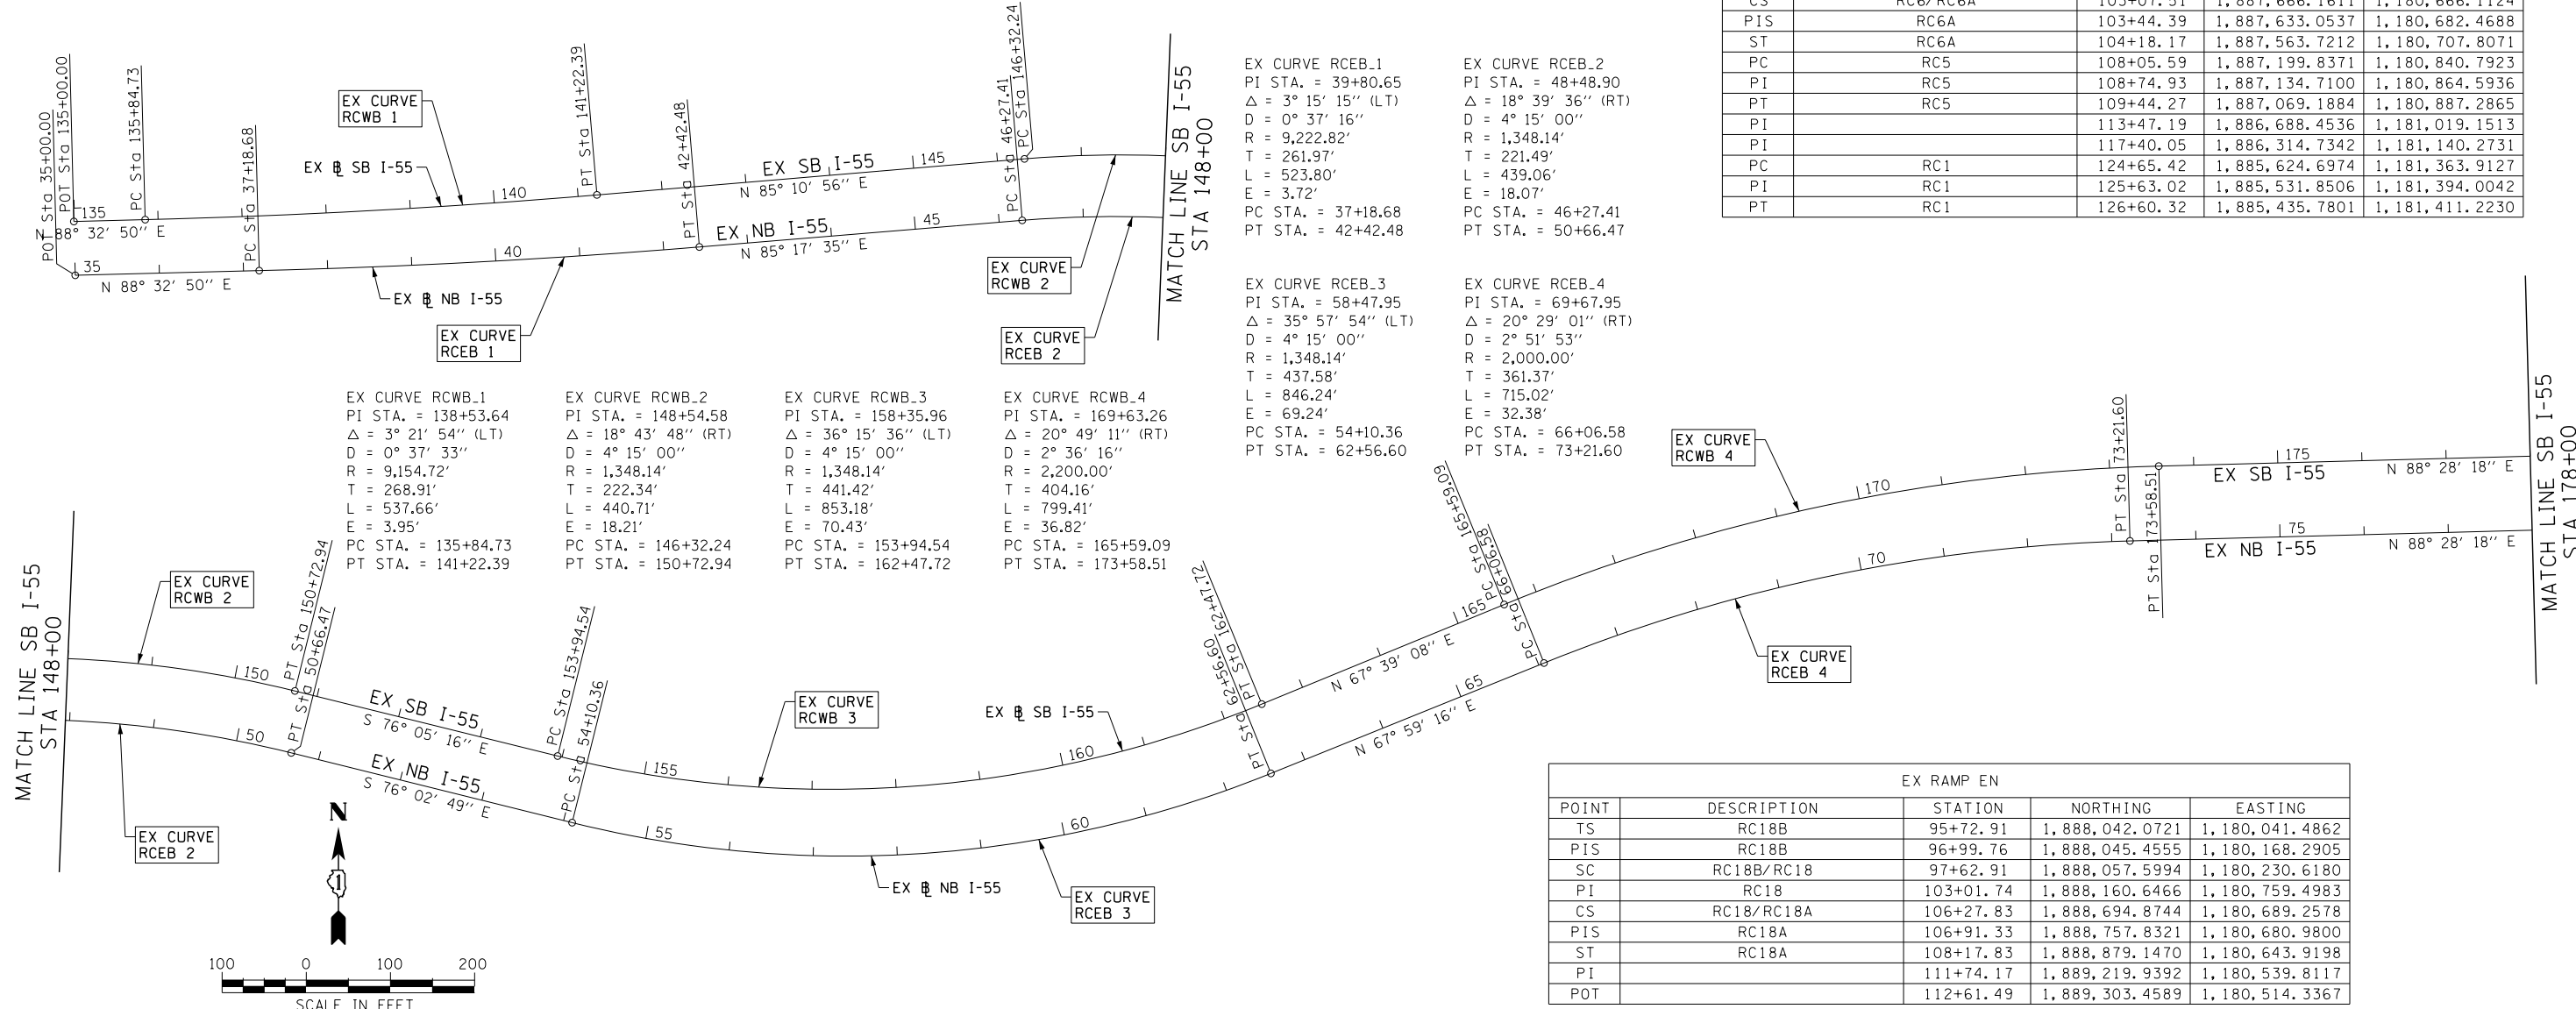 POT Sta 35+00.00
POT Sta 135+00.00
PC Sta 135+84.73
PC Sta 37+18.68
EX CURVE
RCWB 1
EX ℄ SB I-55
PT Sta 141+22.39
PT Sta 42+42.48
PC Sta 46+27.41
PC Sta 146+32.24
135
140
145
EX SB I-55
N 85° 10' 56'' E
N 88° 32' 50'' E
35
40
45
EX NB I-55
N 85° 17' 35'' E
N 88° 32' 50'' E
EX ℄ NB I-55
EX CURVE
RCEB 1
EX CURVE
RCWB 2
EX CURVE
RCEB 2
MATCH LINE SB I-55
STA 148+00
EX CURVE RCEB_1
PI STA. = 39+80.65
Δ = 3° 15' 15'' (LT)
D = 0° 37' 16''
R = 9,222.82'
T = 261.97'
L = 523.80'
E = 3.72'
PC STA. = 37+18.68
PT STA. = 42+42.48
EX CURVE RCEB_2
PI STA. = 48+48.90
Δ = 18° 39' 36'' (RT)
D = 4° 15' 00''
R = 1,348.14'
T = 221.49'
L = 439.06'
E = 18.07'
PC STA. = 46+27.41
PT STA. = 50+66.47
EX CURVE RCEB_3
PI STA. = 58+47.95
Δ = 35° 57' 54'' (LT)
D = 4° 15' 00''
R = 1,348.14'
T = 437.58'
L = 846.24'
E = 69.24'
PC STA. = 54+10.36
PT STA. = 62+56.60
EX CURVE RCEB_4
PI STA. = 69+67.95
Δ = 20° 29' 01'' (RT)
D = 2° 51' 53''
R = 2,000.00'
T = 361.37'
L = 715.02'
E = 32.38'
PC STA. = 66+06.58
PT STA. = 73+21.60
CS RC6/RC6A 103+07.51 1,887,666.1611 1,180,666.1124
PIS RC6A 103+44.39 1,887,633.0537 1,180,682.4688
ST RC6A 104+18.17 1,887,563.7212 1,180,707.8071
PC RC5 108+05.59 1,887,199.8371 1,180,840.7923
PI RC5 108+74.93 1,887,134.7100 1,180,864.5936
PT RC5 109+44.27 1,887,069.1884 1,180,887.2865
PI 113+47.19 1,886,688.4536 1,181,019.1513
PI 117+40.05 1,886,314.7342 1,181,140.2731
PC RC1 124+65.42 1,885,624.6974 1,181,363.9127
PI RC1 125+63.02 1,885,531.8506 1,181,394.0042
PT RC1 126+60.32 1,885,435.7801 1,181,411.2230
EX CURVE RCWB_1
PI STA. = 138+53.64
Δ = 3° 21' 54'' (LT)
D = 0° 37' 33''
R = 9,154.72'
T = 268.91'
L = 537.66'
E = 3.95'
PC STA. = 135+84.73
PT STA. = 141+22.39
EX CURVE RCWB_2
PI STA. = 148+54.58
Δ = 18° 43' 48'' (RT)
D = 4° 15' 00''
R = 1,348.14'
T = 222.34'
L = 440.71'
E = 18.21'
PC STA. = 146+32.24
PT STA. = 150+72.94
EX CURVE RCWB_3
PI STA. = 158+35.96
Δ = 36° 15' 36'' (LT)
D = 4° 15' 00''
R = 1,348.14'
T = 441.42'
L = 853.18'
E = 70.43'
PC STA. = 153+94.54
PT STA. = 162+47.72
EX CURVE RCWB_4
PI STA. = 169+63.26
Δ = 20° 49' 11'' (RT)
D = 2° 36' 16''
R = 2,200.00'
T = 404.16'
L = 799.41'
E = 36.82'
PC STA. = 165+59.09
PT STA. = 173+58.51
MATCH LINE SB I-55
STA 148+00
EX CURVE
RCWB 2
150
PT Sta 150+72.94
PT Sta 50+66.47
50
EX SB I-55
S 76° 05' 16'' E
EX NB I-55
S 76° 02' 49'' E
EX CURVE
RCEB 2
PC Sta 153+94.54
PC Sta 54+10.36
155
55
EX CURVE
RCWB 3
EX ℄ SB I-55
160
60
EX ℄ NB I-55
EX CURVE
RCEB 3
PT Sta 62+56.60
PT Sta 162+47.72
N 67° 39' 08'' E
165
N 67° 59' 16'' E
65
PC Sta 165+59.09
PC Sta 66+06.58
EX CURVE
RCWB 4
170
70
EX CURVE
RCEB 4
PT Sta 73+21.60
PT Sta 173+58.51
175
EX SB I-55
N 88° 28' 18'' E
75
EX NB I-55
N 88° 28' 18'' E
MATCH LINE SB I-55
STA 178+00
N
1
100 0 100 200
SCALE IN FEET
EX RAMP EN
POINT DESCRIPTION STATION NORTHING EASTING
TS RC18B 95+72.91 1,888,042.0721 1,180,041.4862
PIS RC18B 96+99.76 1,888,045.4555 1,180,168.2905
SC RC18B/RC18 97+62.91 1,888,057.5994 1,180,230.6180
PI RC18 103+01.74 1,888,160.6466 1,180,759.4983
CS RC18/RC18A 106+27.83 1,888,694.8744 1,180,689.2578
PIS RC18A 106+91.33 1,888,757.8321 1,180,680.9800
ST RC18A 108+17.83 1,888,879.1470 1,180,643.9198
PI 111+74.17 1,889,219.9392 1,180,539.8117
POT 112+61.49 1,889,303.4589 1,180,514.3367